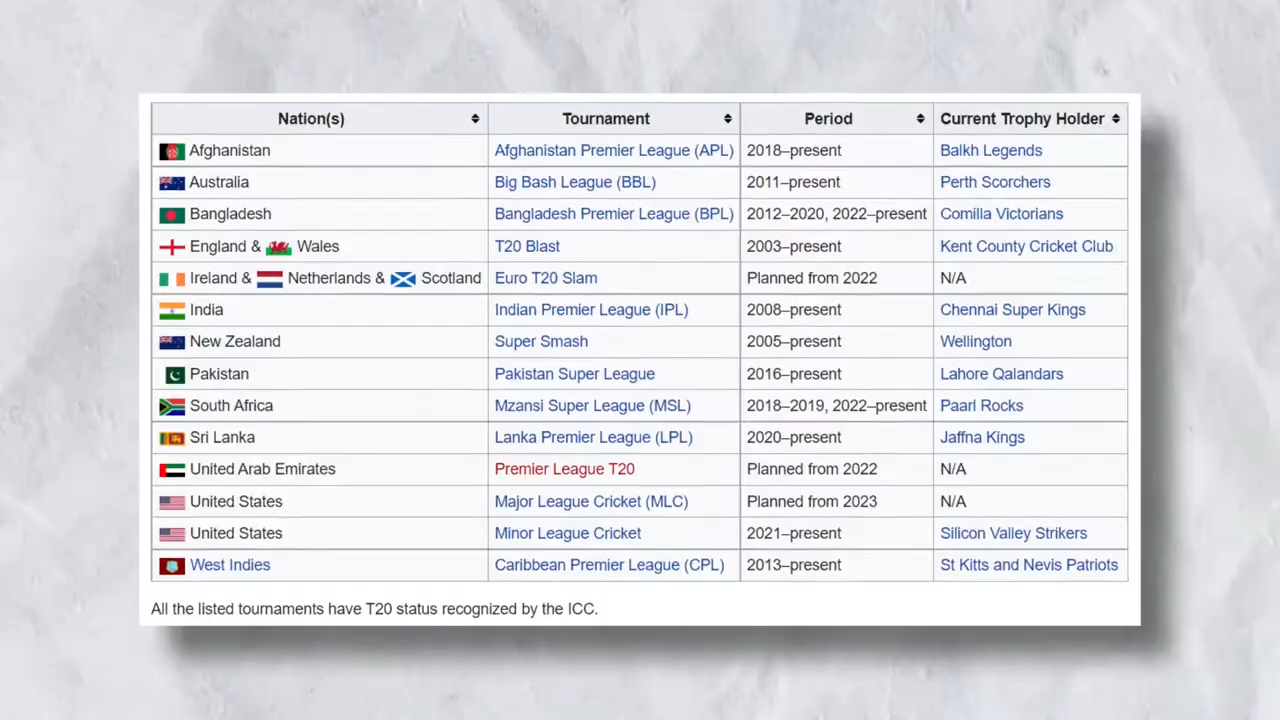 Nation(s) Tournament Period Current Trophy Holder
Afghanistan Afghanistan Premier League (APL) 2018–present Balkh Legends
Australia Big Bash League (BBL) 2011–present Perth Scorchers
Bangladesh Bangladesh Premier League (BPL) 2012–2020, 2022–present Comilla Victorians
England & Wales T20 Blast 2003–present Kent County Cricket Club
Ireland & Netherlands & Scotland Euro T20 Slam Planned from 2022 N/A
India Indian Premier League (IPL) 2008–present Chennai Super Kings
New Zealand Super Smash 2005–present Wellington
Pakistan Pakistan Super League 2016–present Lahore Qalandars
South Africa Mzansi Super League (MSL) 2018–2019, 2022–present Paarl Rocks
Sri Lanka Lanka Premier League (LPL) 2020–present Jaffna Kings
United Arab Emirates Premier League T20 Planned from 2022 N/A
United States Major League Cricket (MLC) Planned from 2023 N/A
United States Minor League Cricket 2021–present Silicon Valley Strikers
West Indies Caribbean Premier League (CPL) 2013–present St Kitts and Nevis Patriots
All the listed tournaments have T20 status recognized by the ICC.